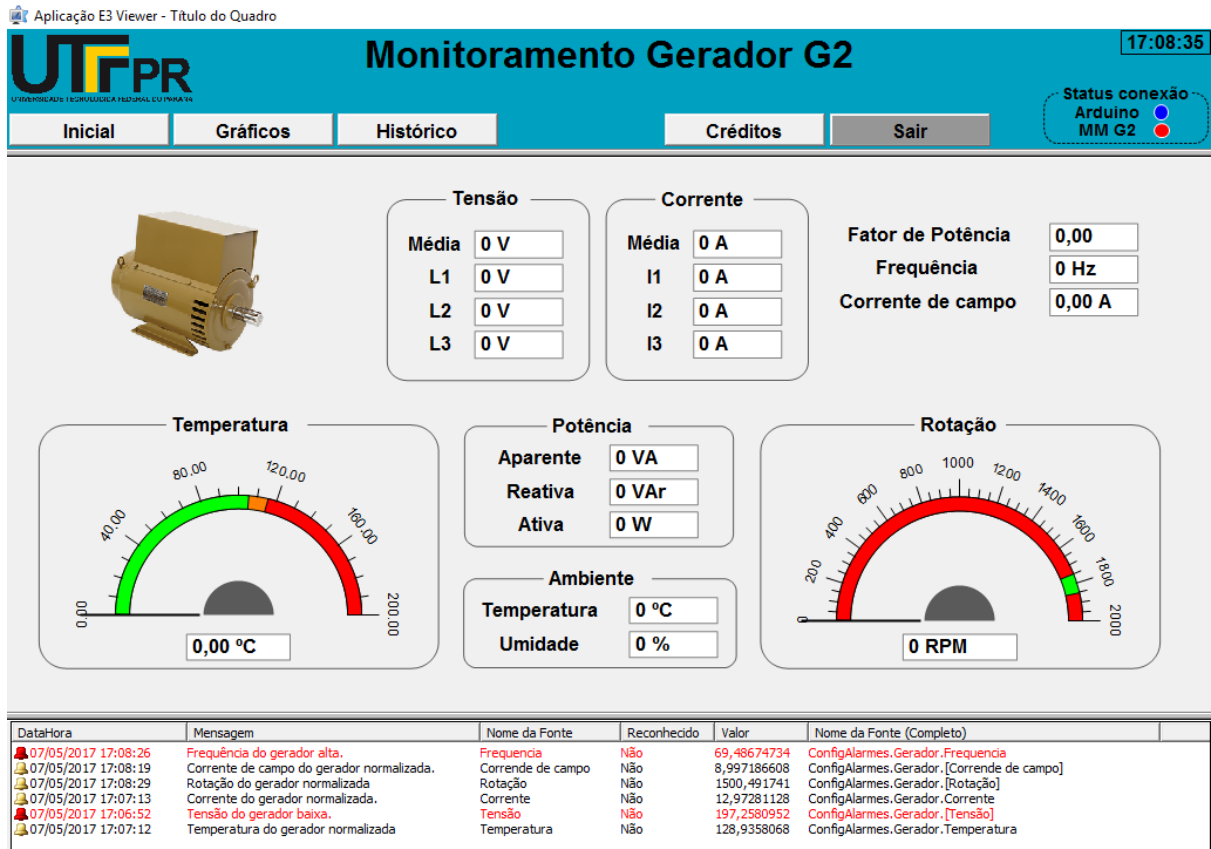 Aplicação E3 Viewer - Título do Quadro
UTFPR
UNIVERSIDADE TECNOLÓGICA FEDERAL DO PARANÁ
Monitoramento Gerador G2
17:08:35
Status conexão
Arduino
MM G2
Inicial Gráficos Histórico Créditos Sair
Tensão
Média 0 V
L1 0 V
L2 0 V
L3 0 V
Corrente
Média 0 A
I1 0 A
I2 0 A
I3 0 A
Fator de Potência 0,00
Frequência 0 Hz
Corrente de campo 0,00 A
Temperatura
0.00 40.00 80.00 120.00 160.00 200.00
0,00 ºC
Potência
Aparente 0 VA
Reativa 0 VAr
Ativa 0 W
Ambiente
Temperatura 0 ºC
Umidade 0 %
Rotação
0 200 400 600 800 1000 1200 1400 1600 1800 2000
0 RPM
DataHora Mensagem Nome da Fonte Reconhecido Valor Nome da Fonte (Completo)
07/05/2017 17:08:26 Frequência do gerador alta. Frequencia Não 69,48674734 ConfigAlarmes.Gerador.Frequencia
07/05/2017 17:08:19 Corrente de campo do gerador normalizada. Corrende de campo Não 8,997186608 ConfigAlarmes.Gerador.[Corrende de campo]
07/05/2017 17:08:29 Rotação do gerador normalizada Rotação Não 1500,491741 ConfigAlarmes.Gerador.[Rotação]
07/05/2017 17:07:13 Corrente do gerador normalizada. Corrente Não 12,97281128 ConfigAlarmes.Gerador.Corrente
07/05/2017 17:06:52 Tensão do gerador baixa. Tensão Não 197,2580952 ConfigAlarmes.Gerador.[Tensão]
07/05/2017 17:07:12 Temperatura do gerador normalizada Temperatura Não 128,9358068 ConfigAlarmes.Gerador.Temperatura